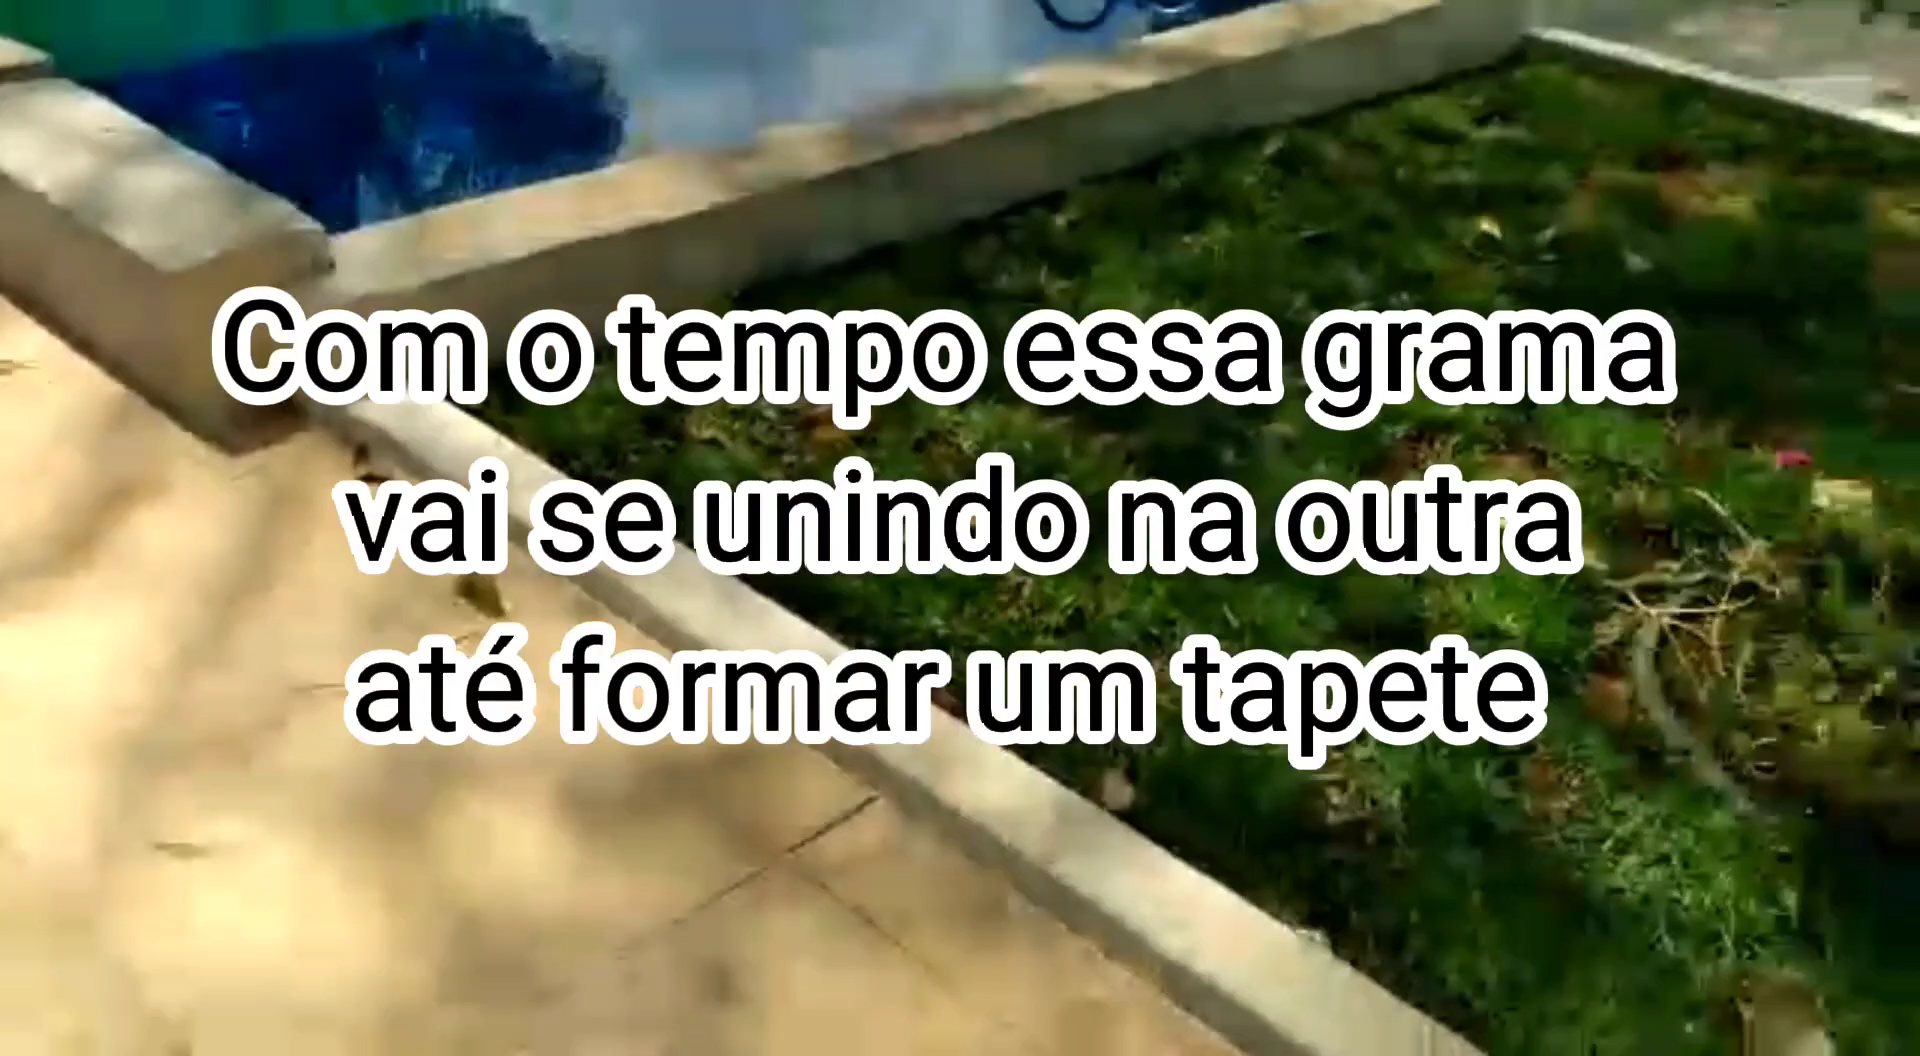 Com o tempo essa grama
vai se unindo na outra
até formar um tapete